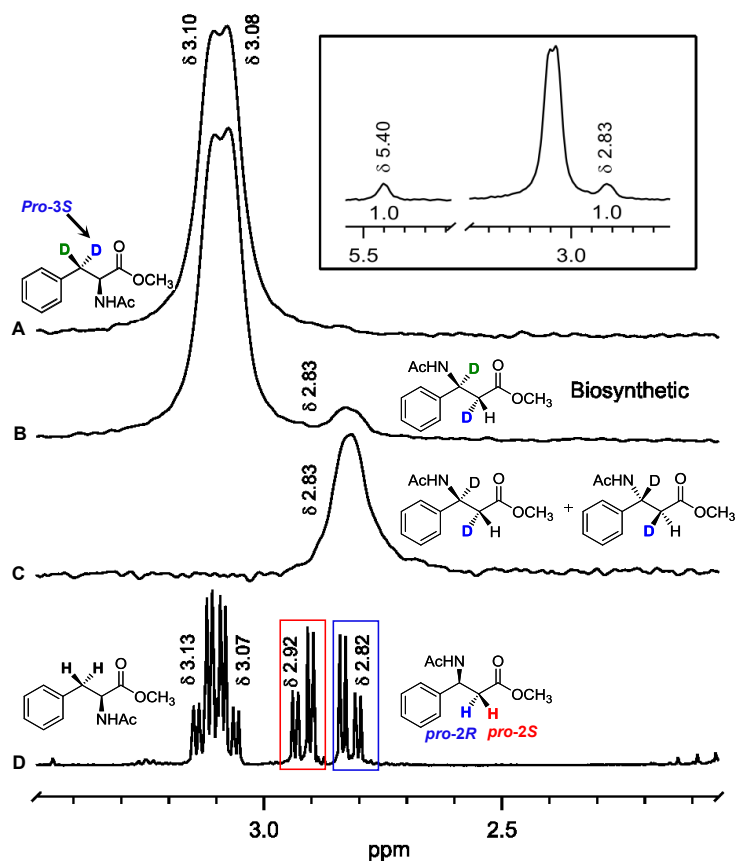 δ 3.10
δ 3.08
δ 5.40
δ 2.83
1.0
1.0
5.5
3.0
Pro-3S
D D O
OCH3
NHAc
A
δ 2.83
AcHN D O
OCH3
D H
Biosynthetic
B
δ 2.83
AcHN D O
OCH3
D H
+
AcHN D O
OCH3
D H
C
H H O
OCH3
NHAc
δ 3.13
δ 3.07
δ 2.92
δ 2.82
AcHN H O
OCH3
H H
pro-2R pro-2S
D
3.0
2.5
ppm